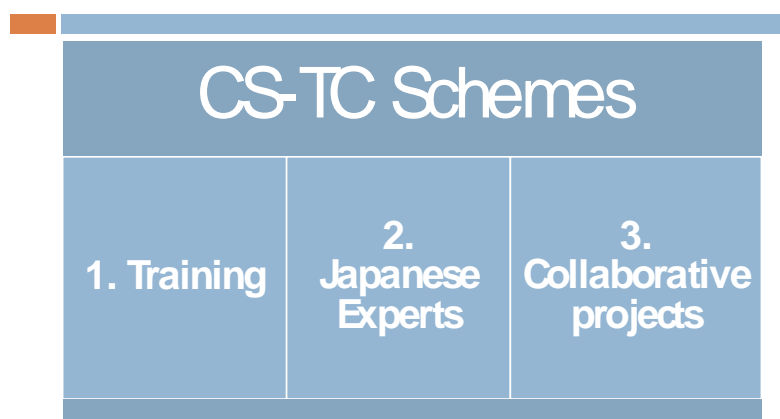 CS-TC Schemes
1. Training
2.
Japanese
Experts
3.
Collaborative
projects